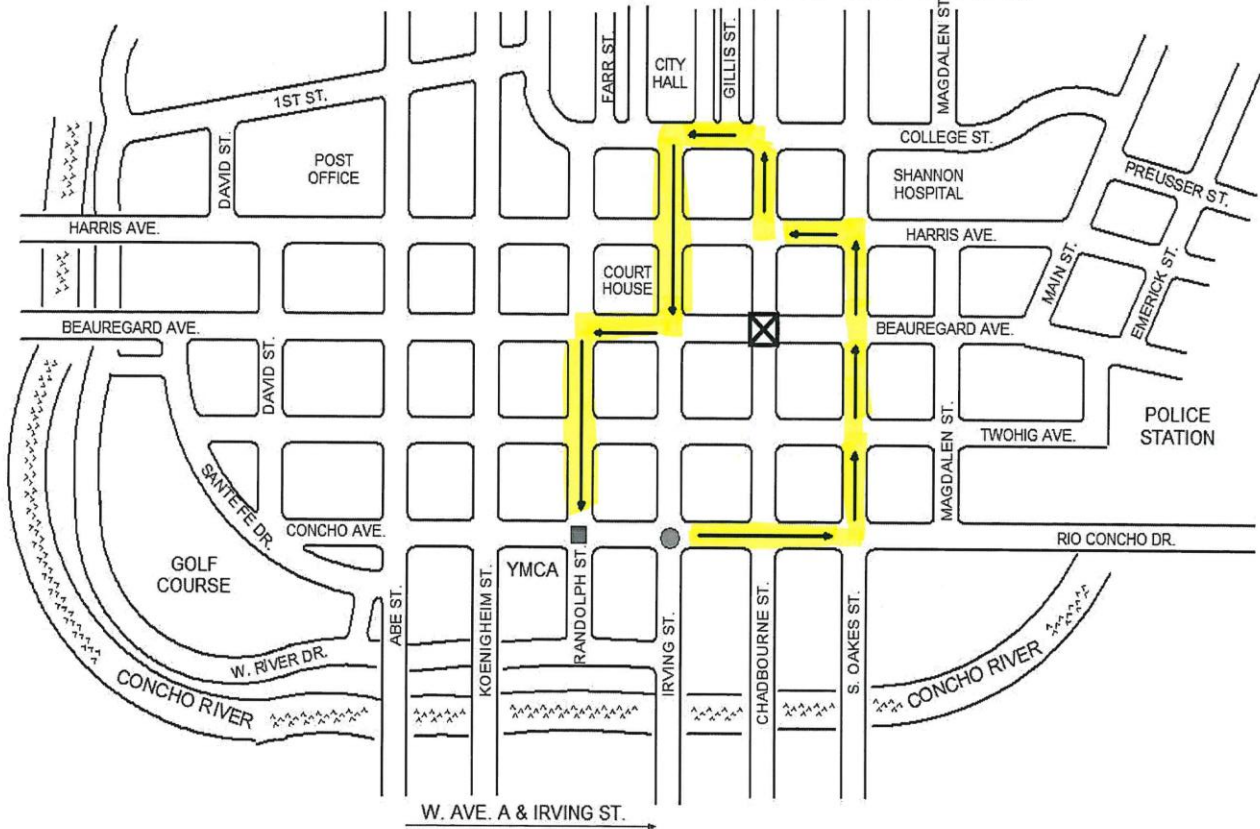 FARR ST.
CITY
HALL
GILLIS ST.
MAGDALEN ST.
1ST ST.
COLLEGE ST.
DAVID ST.
POST
OFFICE
SHANNON
HOSPITAL
PREUSSER ST.
HARRIS AVE.
HARRIS AVE.
COURT
HOUSE
MAIN ST.
EMERICK ST.
BEAUREGARD AVE.
BEAUREGARD AVE.
DAVID ST.
MAGDALEN ST.
TWOHIG AVE.
POLICE
STATION
SANTEFE DR.
CONCHO AVE.
RIO CONCHO DR.
GOLF
COURSE
YMCA
ABE ST.
KOENIGHEIM ST.
RANDOLPH ST.
IRVING ST.
CHADBOURNE ST.
S. OAKES ST.
W. RIVER DR.
CONCHO RIVER
CONCHO RIVER
W. AVE. A & IRVING ST.